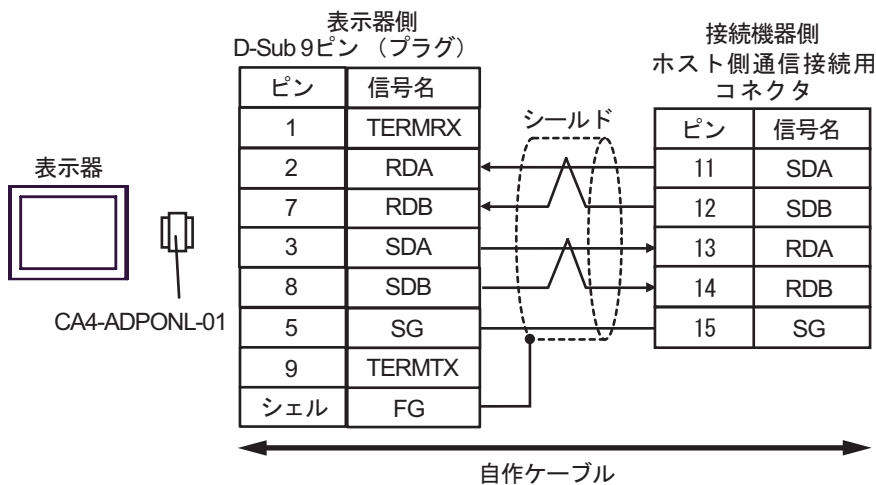 表示器側
D-Sub 9ピン （プラグ）
接続機器側
ホスト側通信接続用
コネクタ
表示器
CA4-ADPONL-01
シールド
ピン 信号名
1 TERMRX
2 RDA
7 RDB
3 SDA
8 SDB
5 SG
9 TERMTX
シェル FG
ピン 信号名
11 SDA
12 SDB
13 RDA
14 RDB
15 SG
自作ケーブル